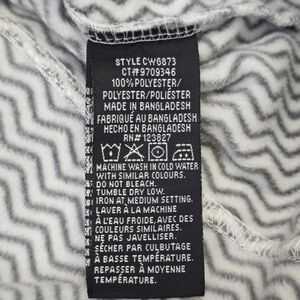 STYLE CW6873
CT#9709346
100% POLYESTER/
POLYESTER/POLIÉSTER
MADE IN BANGLADESH
FABRIQUÉ AU BANGLADESH
HECHO EN BANGLADESH
RN# 123827
MACHINE WASH IN COLD WATER
WITH SIMILAR COLOURS.
DO NOT BLEACH.
TUMBLE DRY LOW.
IRON AT MEDIUM SETTING.
LAVER À LA MACHINE
À L'EAU FROIDE, AVEC DES
COULEURS SIMILAIRES.
NE PAS JAVELLISER.
SÉCHER PAR CULBUTAGE
À BASSE TEMPÉRATURE.
REPASSER À MOYENNE
TEMPÉRATURE